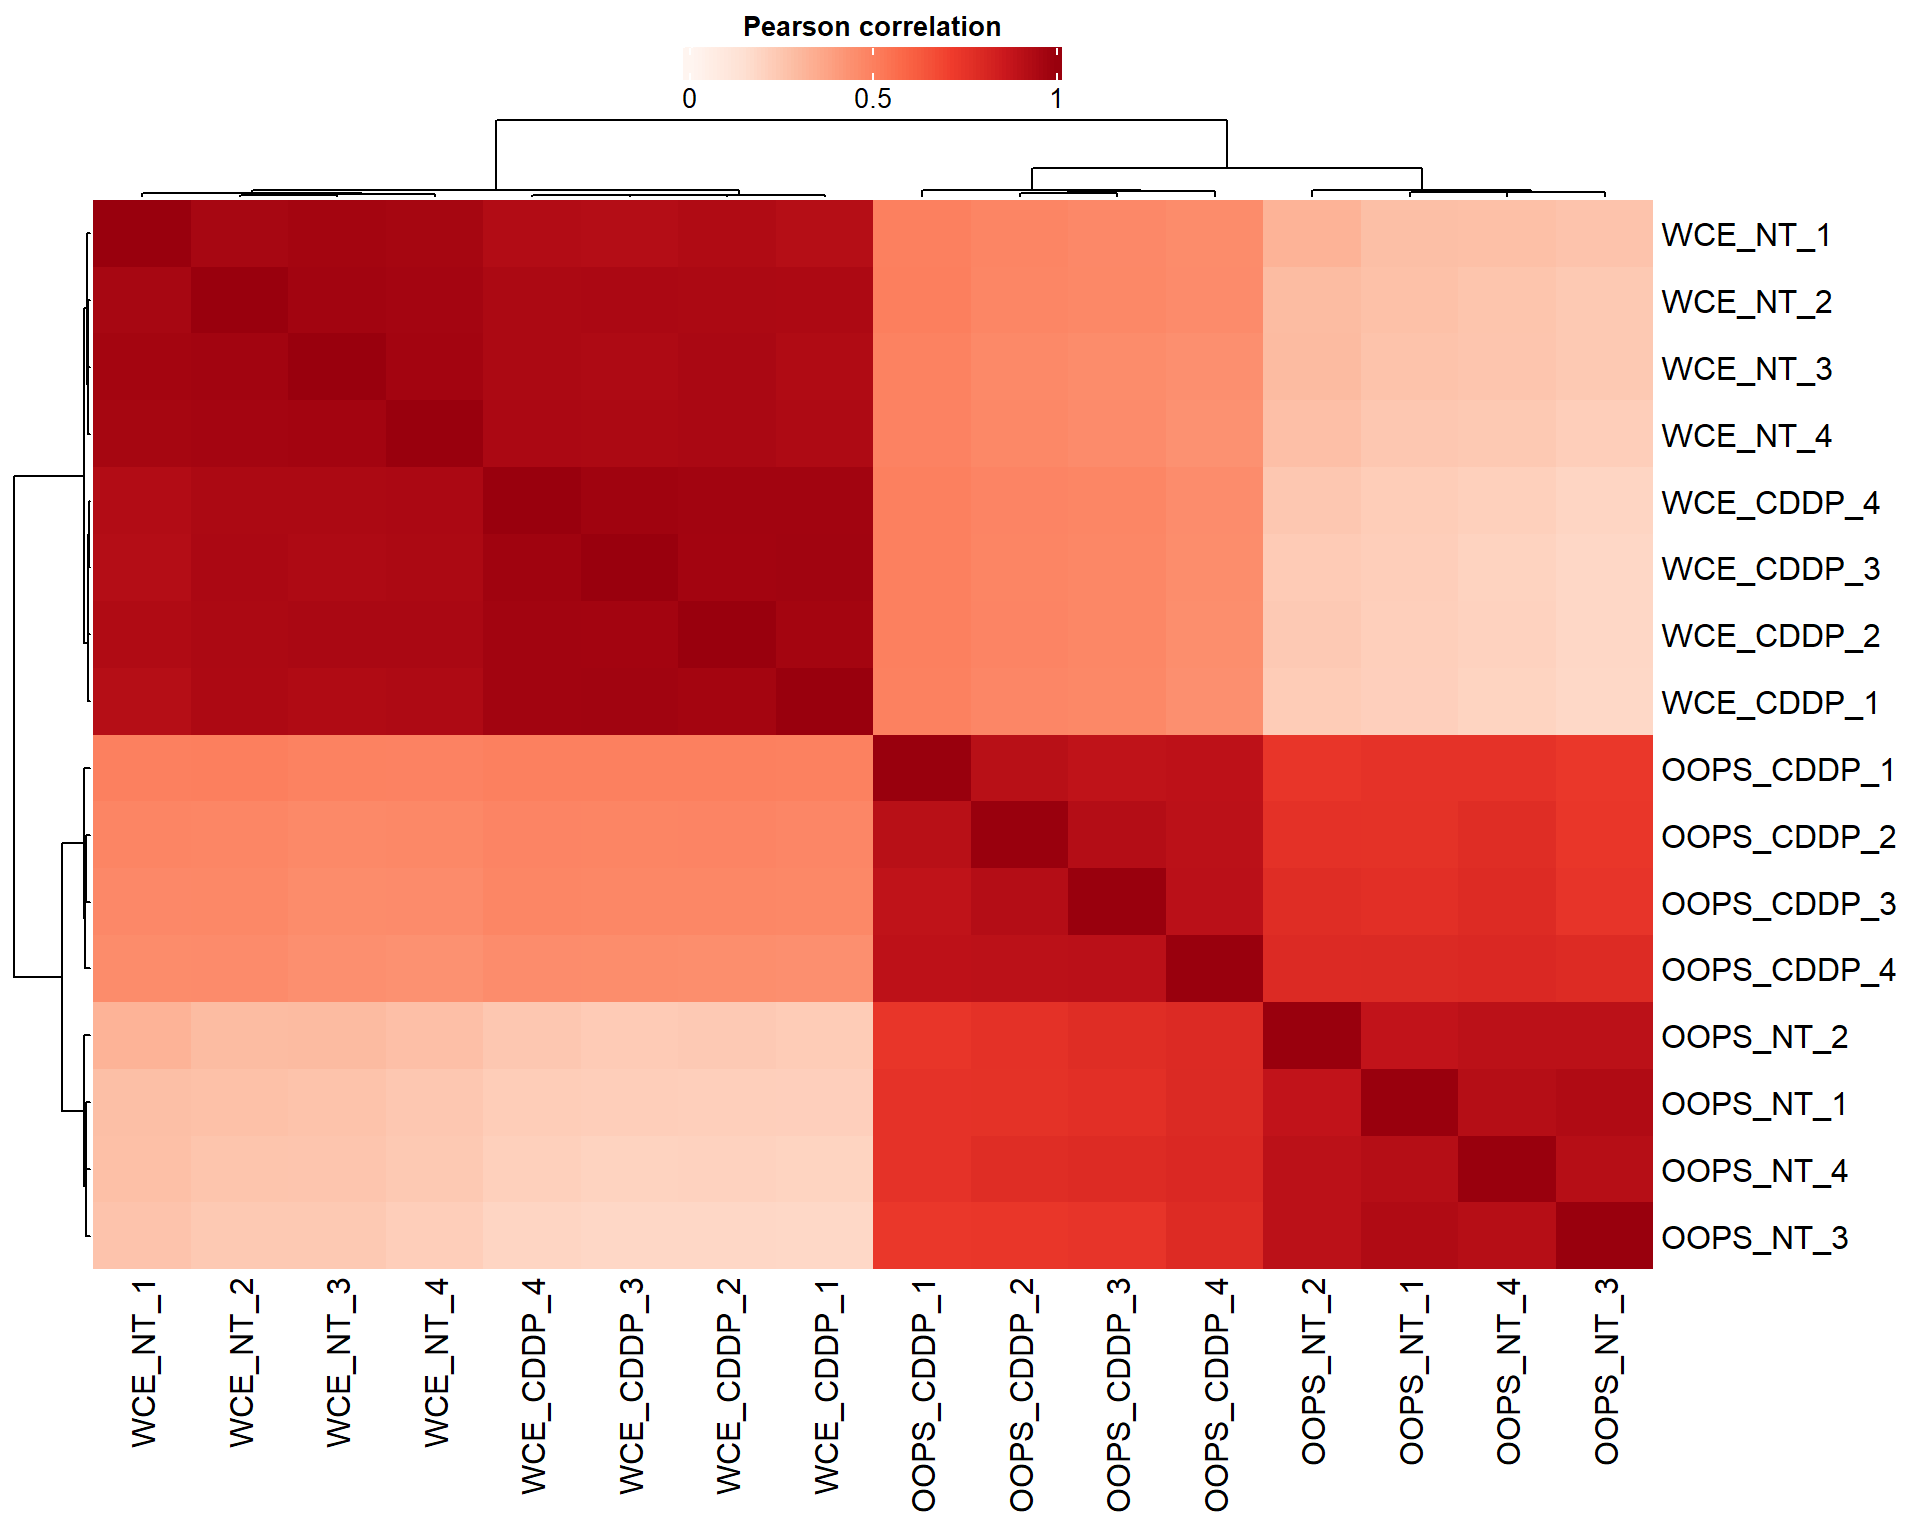 Pearson correlation
0 0.5 1
WCE_NT_1
WCE_NT_2
WCE_NT_3
WCE_NT_4
WCE_CDDP_4
WCE_CDDP_3
WCE_CDDP_2
WCE_CDDP_1
OOPS_CDDP_1
OOPS_CDDP_2
OOPS_CDDP_3
OOPS_CDDP_4
OOPS_NT_2
OOPS_NT_1
OOPS_NT_4
OOPS_NT_3
WCE_NT_1
WCE_NT_2
WCE_NT_3
WCE_NT_4
WCE_CDDP_4
WCE_CDDP_3
WCE_CDDP_2
WCE_CDDP_1
OOPS_CDDP_1
OOPS_CDDP_2
OOPS_CDDP_3
OOPS_CDDP_4
OOPS_NT_2
OOPS_NT_1
OOPS_NT_4
OOPS_NT_3